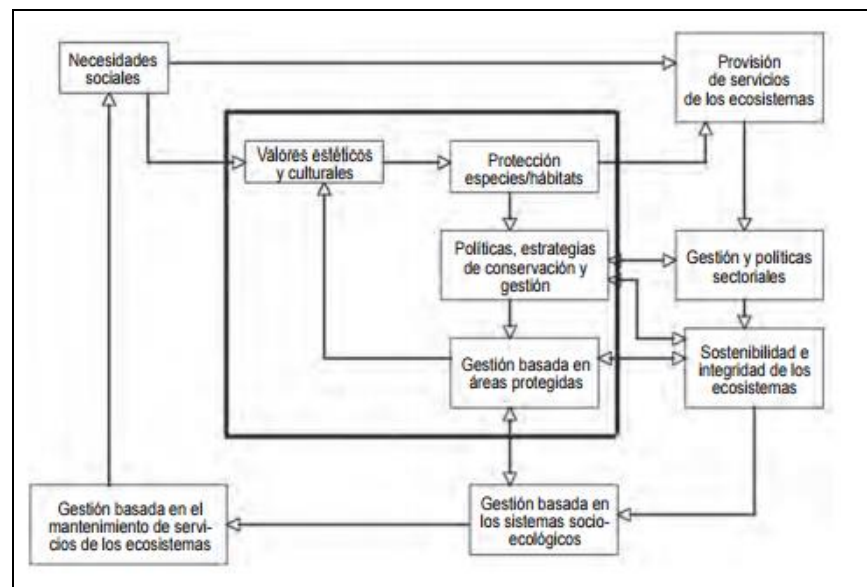 Necesidades
sociales
Provisión
de servicios
de los ecosistemas
Valores estéticos
y culturales
Protección
especies/hábitats
Políticas, estrategias
de conservación y
gestión
Gestión y políticas
sectoriales
Gestión basada en
áreas protegidas
Sostenibilidad e
integridad de los
ecosistemas
Gestión basada en el
mantenimiento de servi-
cios de los ecosistemas
Gestión basada en
los sistemas socio-
ecológicos